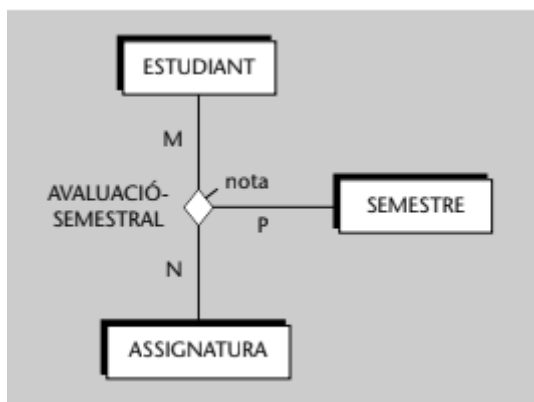 ESTUDIANT
M
nota
AVALUACIÓ-
SEMESTRAL
SEMESTRE
P
N
ASSIGNATURA